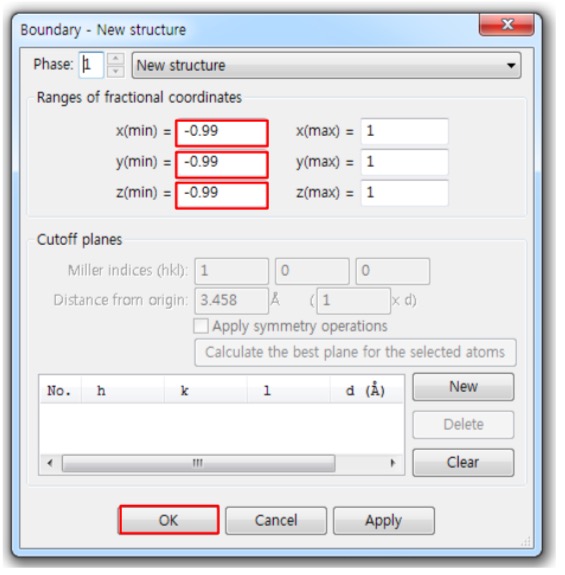 Boundary - New structure
Phase: 1 New structure
Ranges of fractional coordinates
x(min) = -0.99 x(max) = 1
y(min) = -0.99 y(max) = 1
z(min) = -0.99 z(max) = 1
Cutoff planes
Miller indices (hkl): 1 0 0
Distance from origin: 3.458 Å ( 1 x d)
Apply symmetry operations
Calculate the best plane for the selected atoms
No. h k l d (Å)
New
Delete
Clear
OK Cancel Apply